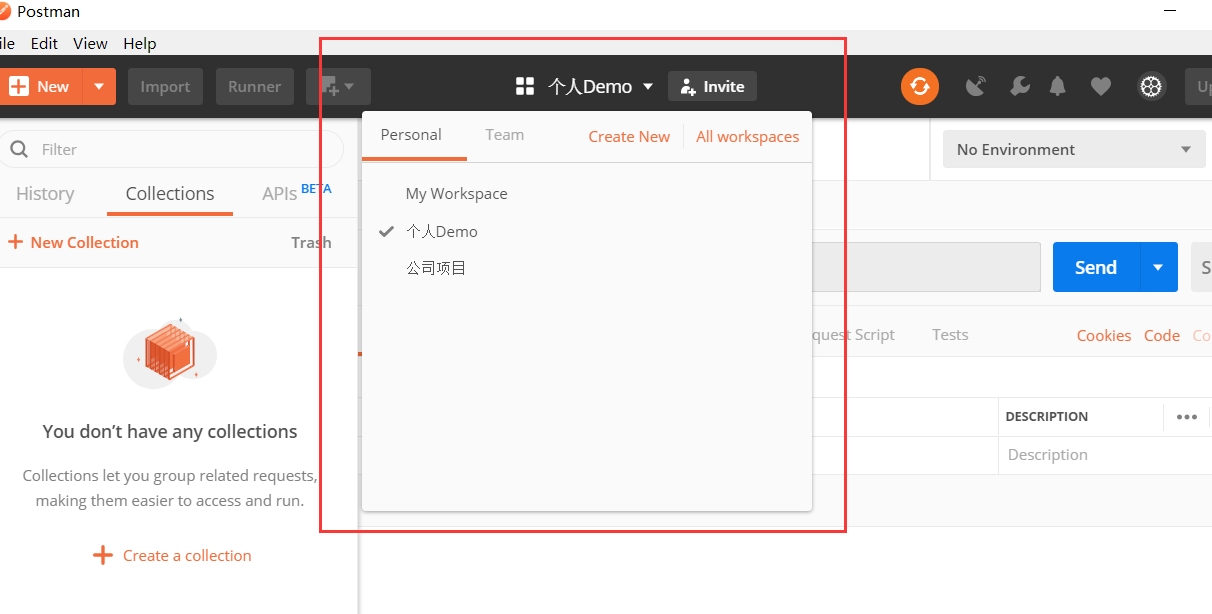 Postman
ile Edit View Help
New Import Runner 个人Demo Invite Up
Personal Team Create New All workspaces
Filter
No Environment
History Collections APIs BETA
My Workspace
个人Demo
New Collection Trash
公司项目
Send S
quest Script Tests Cookies Code Co
DESCRIPTION
You don’t have any collections
Description
Collections let you group related requests,
making them easier to access and run.
Create a collection